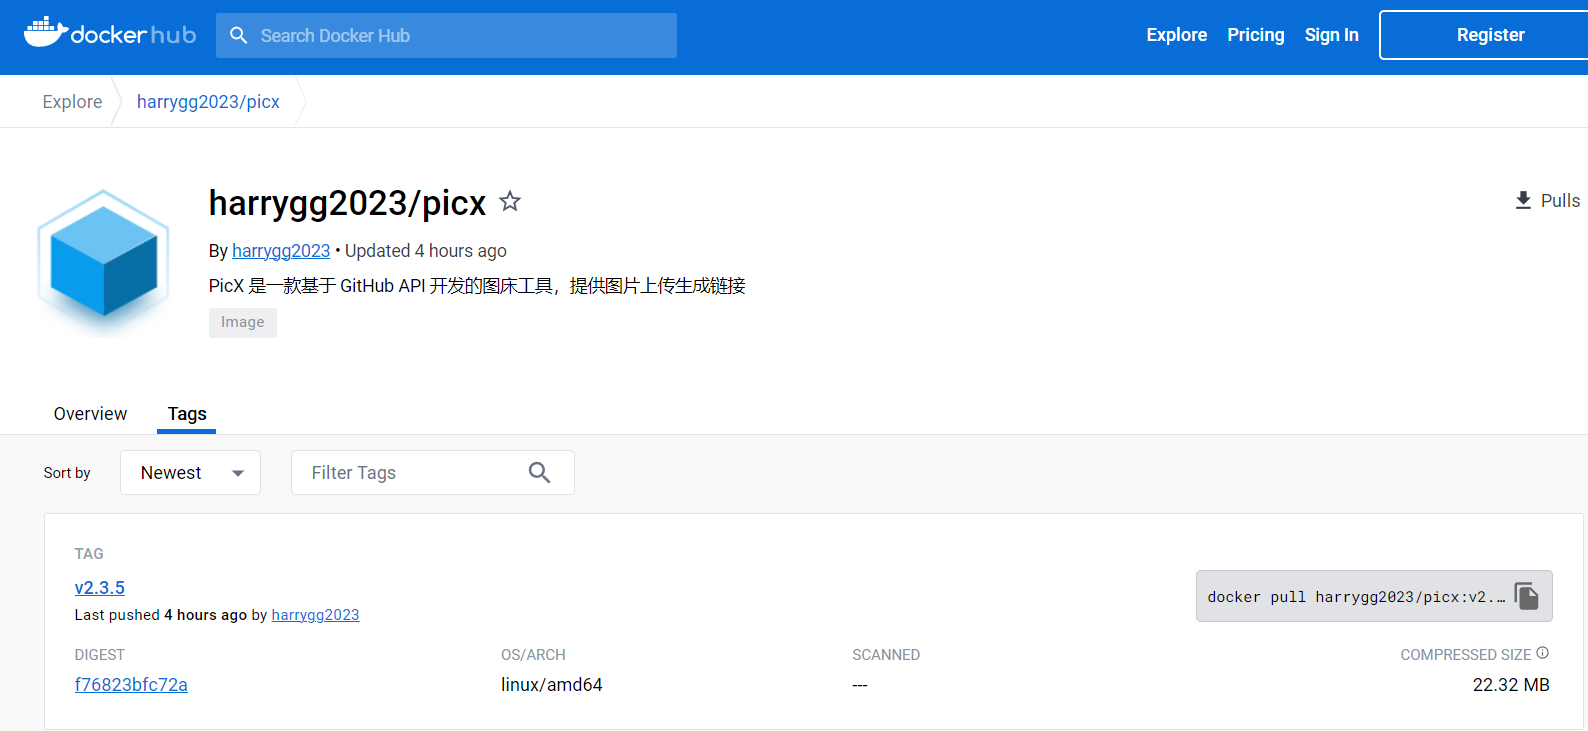 docker hub
Search Docker Hub
Explore Pricing Sign In Register
Explore harrygg2023/picx
harrygg2023/picx
Pulls
By harrygg2023 • Updated 4 hours ago
PicX 是一款基于 GitHub API 开发的图床工具，提供图片上传生成链接
Image
Overview Tags
Sort by Newest Filter Tags
TAG
v2.3.5
Last pushed 4 hours ago by harrygg2023
docker pull harrygg2023/picx:v2.…
DIGEST OS/ARCH SCANNED COMPRESSED SIZE
f76823bfc72a linux/amd64 --- 22.32 MB